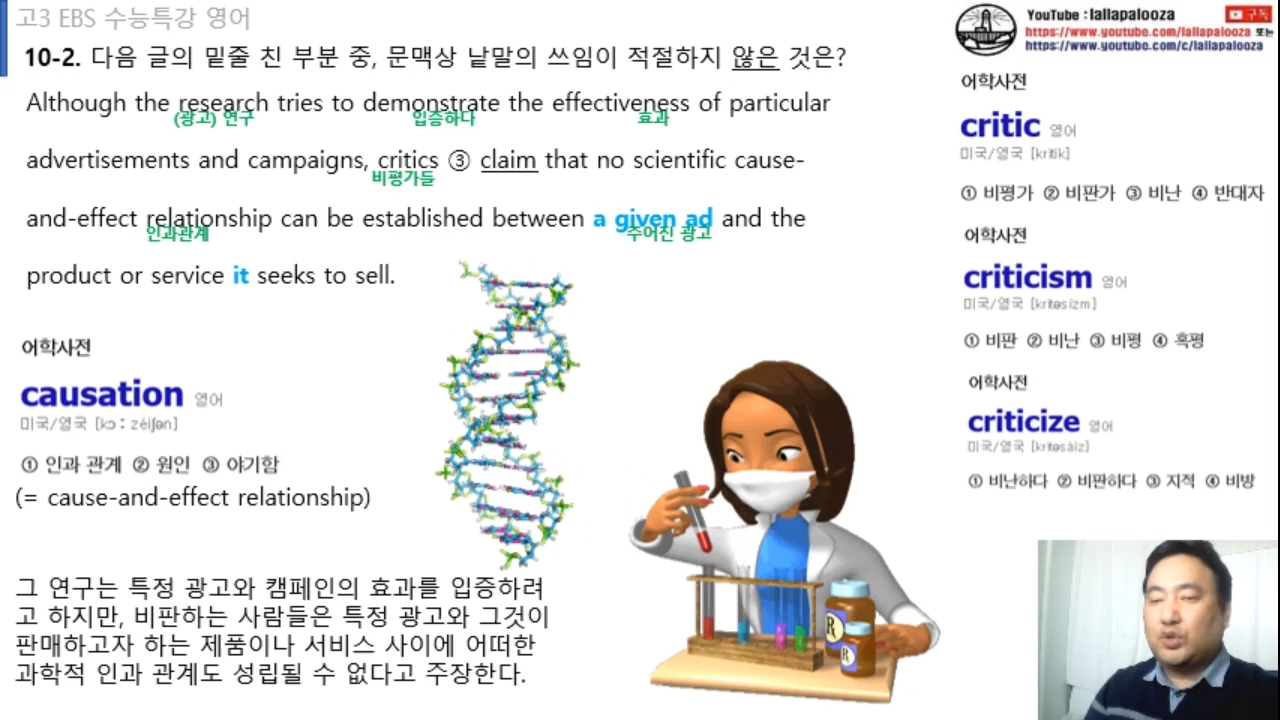 고3 EBS 수능특강 영어
10-2. 다음 글의 밑줄 친 부분 중, 문맥상 낱말의 쓰임이 적절하지 않은 것은?
Although the research tries to demonstrate the effectiveness of particular
(광고) 연구 입증하다 효과
advertisements and campaigns, critics ③ claim that no scientific cause-
비평가들
and-effect relationship can be established between a given ad and the
인과관계 주어진 광고
product or service it seeks to sell.
어학사전
causation 영어
미국/영국 [kɔːzéiʃən]
① 인과 관계 ② 원인 ③ 야기함
(= cause-and-effect relationship)
그 연구는 특정 광고와 캠페인의 효과를 입증하려
고 하지만, 비판하는 사람들은 특정 광고와 그것이
판매하고자 하는 제품이나 서비스 사이에 어떠한
과학적 인과 관계도 성립될 수 없다고 주장한다.
YouTube : lallapalooza
구독
https://www.youtube.com/lallapalooza 또는
https://www.youtube.com/c/lallapalooza
어학사전
critic 영어
미국/영국 [krítik]
① 비평가 ② 비판가 ③ 비난 ④ 반대자
어학사전
criticism 영어
미국/영국 [krítəsìzm]
① 비판 ② 비난 ③ 비평 ④ 혹평
어학사전
criticize 영어
미국/영국 [krítəsàiz]
① 비난하다 ② 비판하다 ③ 지적 ④ 비방